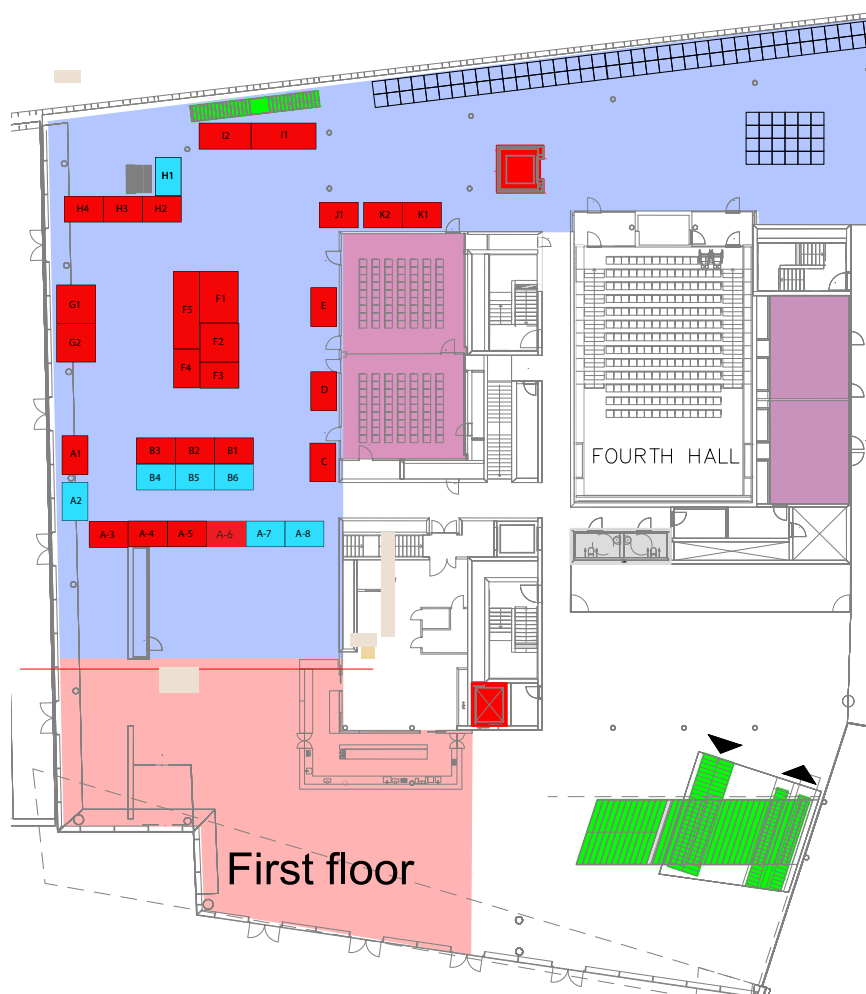 I2 I1
H1
H4 H3 H2
J1 K2 K1
G1
F5 F1
E
G2
F2
F4 F3
D
A1
B3 B2 B1
C
FOURTH HALL
B4 B5 B6
A2
A-3 A-4 A-5 A-6 A-7 A-8
First floor